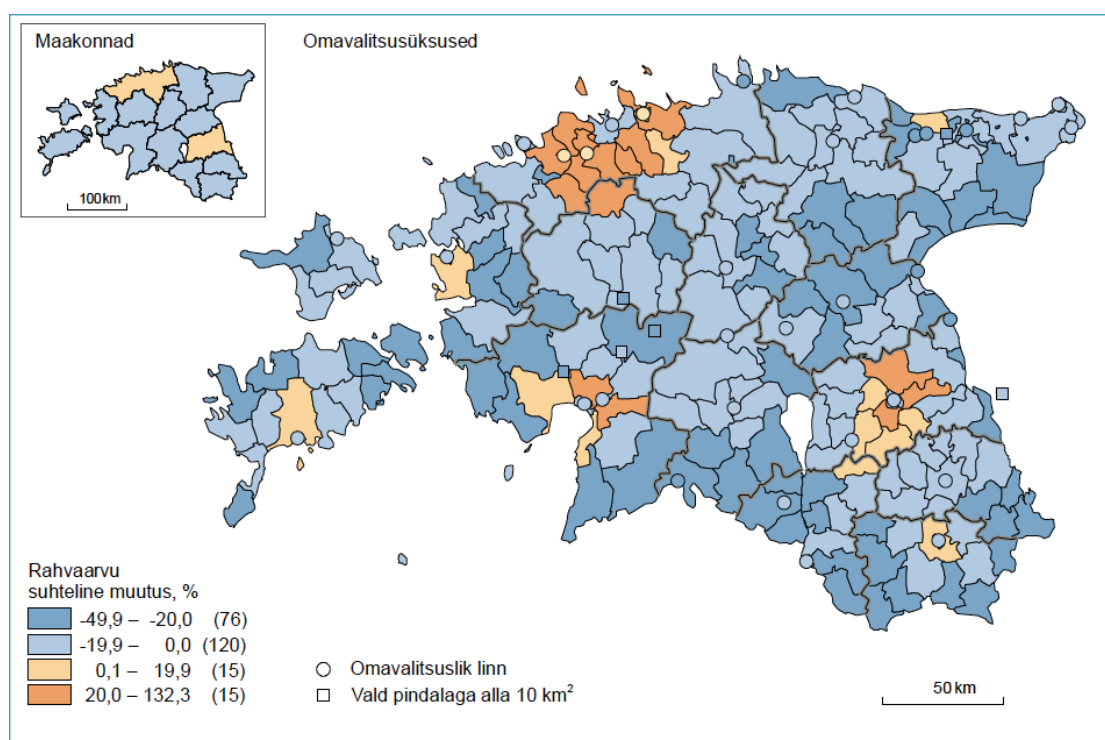 Maakonnad
100km
Omavalitsusüksused
Rahvaarvu
suhteline muutus, %
-49,9 – -20,0 (76)
-19,9 – 0,0 (120)
0,1 – 19,9 (15)
20,0 – 132,3 (15)
Omavalitsuslik linn
Vald pindalaga alla 10 km²
50 km